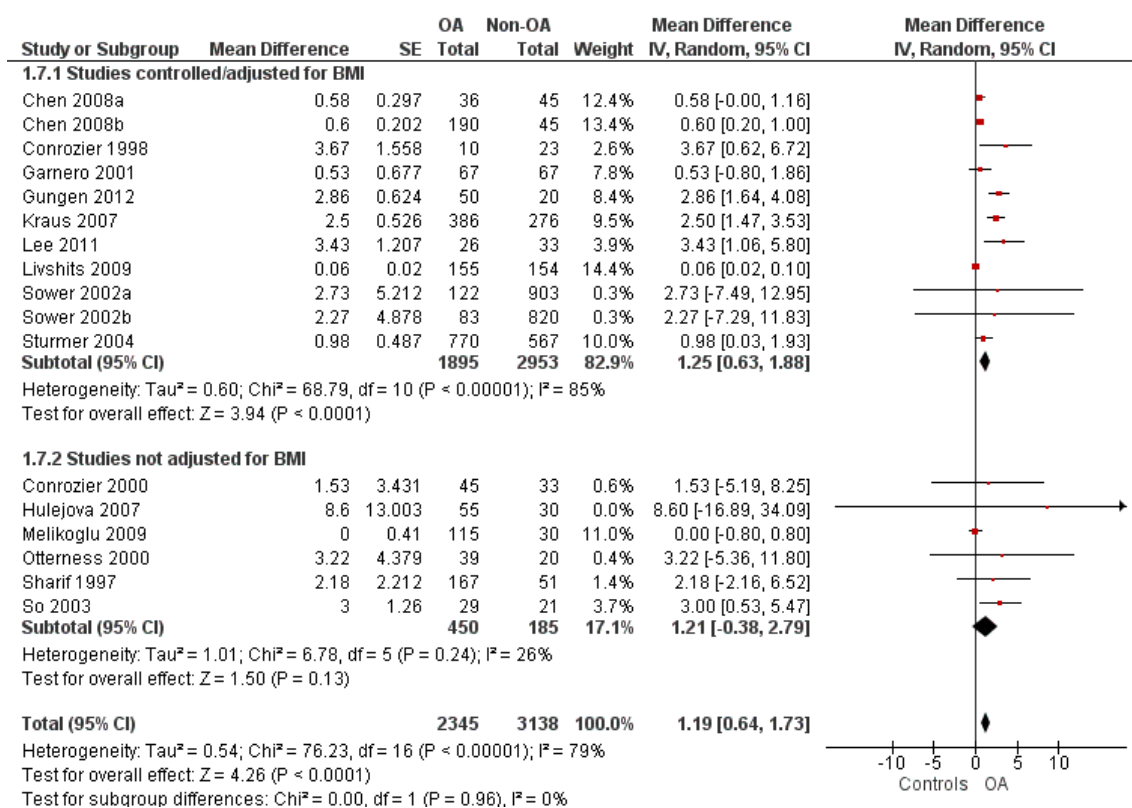 OA Non-OA Mean Difference Mean Difference
Study or Subgroup Mean Difference SE Total Total Weight IV, Random, 95% CI IV, Random, 95% CI
1.7.1 Studies controlled/adjusted for BMI
Chen 2008a 0.58 0.297 36 45 12.4% 0.58 [-0.00, 1.16]
Chen 2008b 0.6 0.202 190 45 13.4% 0.60 [0.20, 1.00]
Conrozier 1998 3.67 1.558 10 23 2.6% 3.67 [0.62, 6.72]
Garnero 2001 0.53 0.677 67 67 7.8% 0.53 [-0.80, 1.86]
Gungen 2012 2.86 0.624 50 20 8.4% 2.86 [1.64, 4.08]
Kraus 2007 2.5 0.526 386 276 9.5% 2.50 [1.47, 3.53]
Lee 2011 3.43 1.207 26 33 3.9% 3.43 [1.06, 5.80]
Livshits 2009 0.06 0.02 155 154 14.4% 0.06 [0.02, 0.10]
Sower 2002a 2.73 5.212 122 903 0.3% 2.73 [-7.49, 12.95]
Sower 2002b 2.27 4.878 83 820 0.3% 2.27 [-7.29, 11.83]
Sturmer 2004 0.98 0.487 770 567 10.0% 0.98 [0.03, 1.93]
Subtotal (95% CI) 1895 2953 82.9% 1.25 [0.63, 1.88]
Heterogeneity: Tau² = 0.60; Chi² = 68.79, df = 10 (P < 0.00001); I² = 85%
Test for overall effect: Z = 3.94 (P < 0.0001)
1.7.2 Studies not adjusted for BMI
Conrozier 2000 1.53 3.431 45 33 0.6% 1.53 [-5.19, 8.25]
Hulejova 2007 8.6 13.003 55 30 0.0% 8.60 [-16.89, 34.09]
Melikoglu 2009 0 0.41 115 30 11.0% 0.00 [-0.80, 0.80]
Otterness 2000 3.22 4.379 39 20 0.4% 3.22 [-5.36, 11.80]
Sharif 1997 2.18 2.212 167 51 1.4% 2.18 [-2.16, 6.52]
So 2003 3 1.26 29 21 3.7% 3.00 [0.53, 5.47]
Subtotal (95% CI) 450 185 17.1% 1.21 [-0.38, 2.79]
Heterogeneity: Tau² = 1.01; Chi² = 6.78, df = 5 (P = 0.24); I² = 26%
Test for overall effect: Z = 1.50 (P = 0.13)
Total (95% CI) 2345 3138 100.0% 1.19 [0.64, 1.73]
Heterogeneity: Tau² = 0.54; Chi² = 76.23, df = 16 (P < 0.00001); I² = 79%
Test for overall effect: Z = 4.26 (P < 0.0001)
Test for subgroup differences: Chi² = 0.00, df = 1 (P = 0.96), I² = 0%
-10 -5 0 5 10
Controls OA